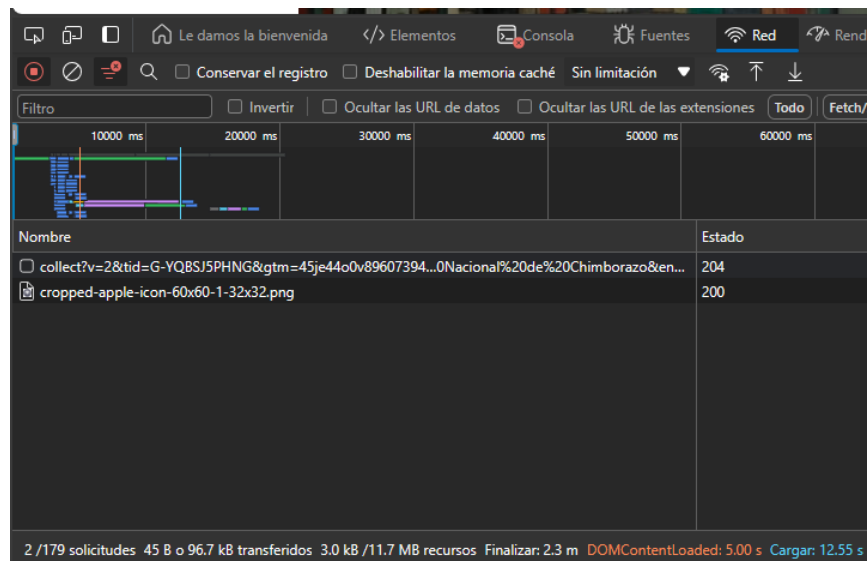 Le damos la bienvenida </> Elementos Consola Fuentes Red Rend
Conservar el registro Deshabilitar la memoria caché Sin limitación
Filtro Invertir Ocultar las URL de datos Ocultar las URL de las extensiones Todo Fetch/
10000 ms 20000 ms 30000 ms 40000 ms 50000 ms 60000 ms
Nombre Estado
collect?v=2&tid=G-YQBSJ5PHNG&gtm=45je44o0v89607394...0Nacional%20de%20Chimborazo&en... 204
cropped-apple-icon-60x60-1-32x32.png 200
2 /179 solicitudes 45 B o 96.7 kB transferidos 3.0 kB /11.7 MB recursos Finalizar: 2.3 m DOMContentLoaded: 5.00 s Cargar: 12.55 s